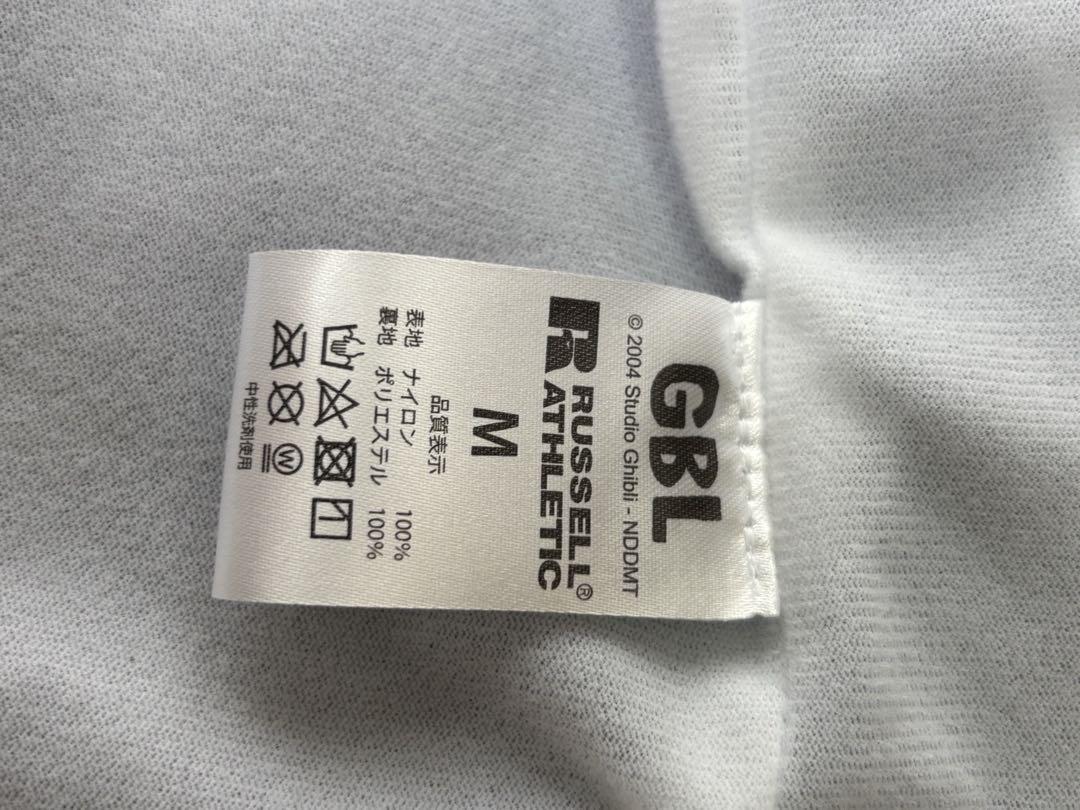 GBL
© 2004 Studio Ghibli - NDDMT
RUSSELL®
ATHLETIC
M
品質表示
表地 ナイロン 100%
裏地 ポリエステル 100%
W
中性洗剤使用